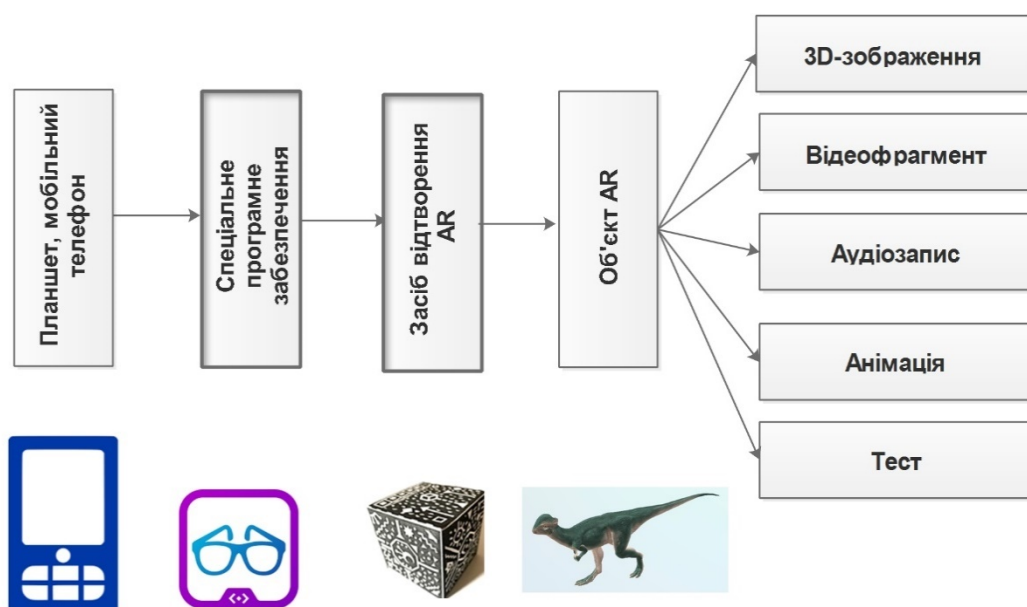 Планшет, мобільний
телефон
Спеціальне
програмне
забезпечення
Засіб відтворення
AR
Об'єкт AR
3D-зображення
Відеофрагмент
Аудіозапис
Анімація
Тест